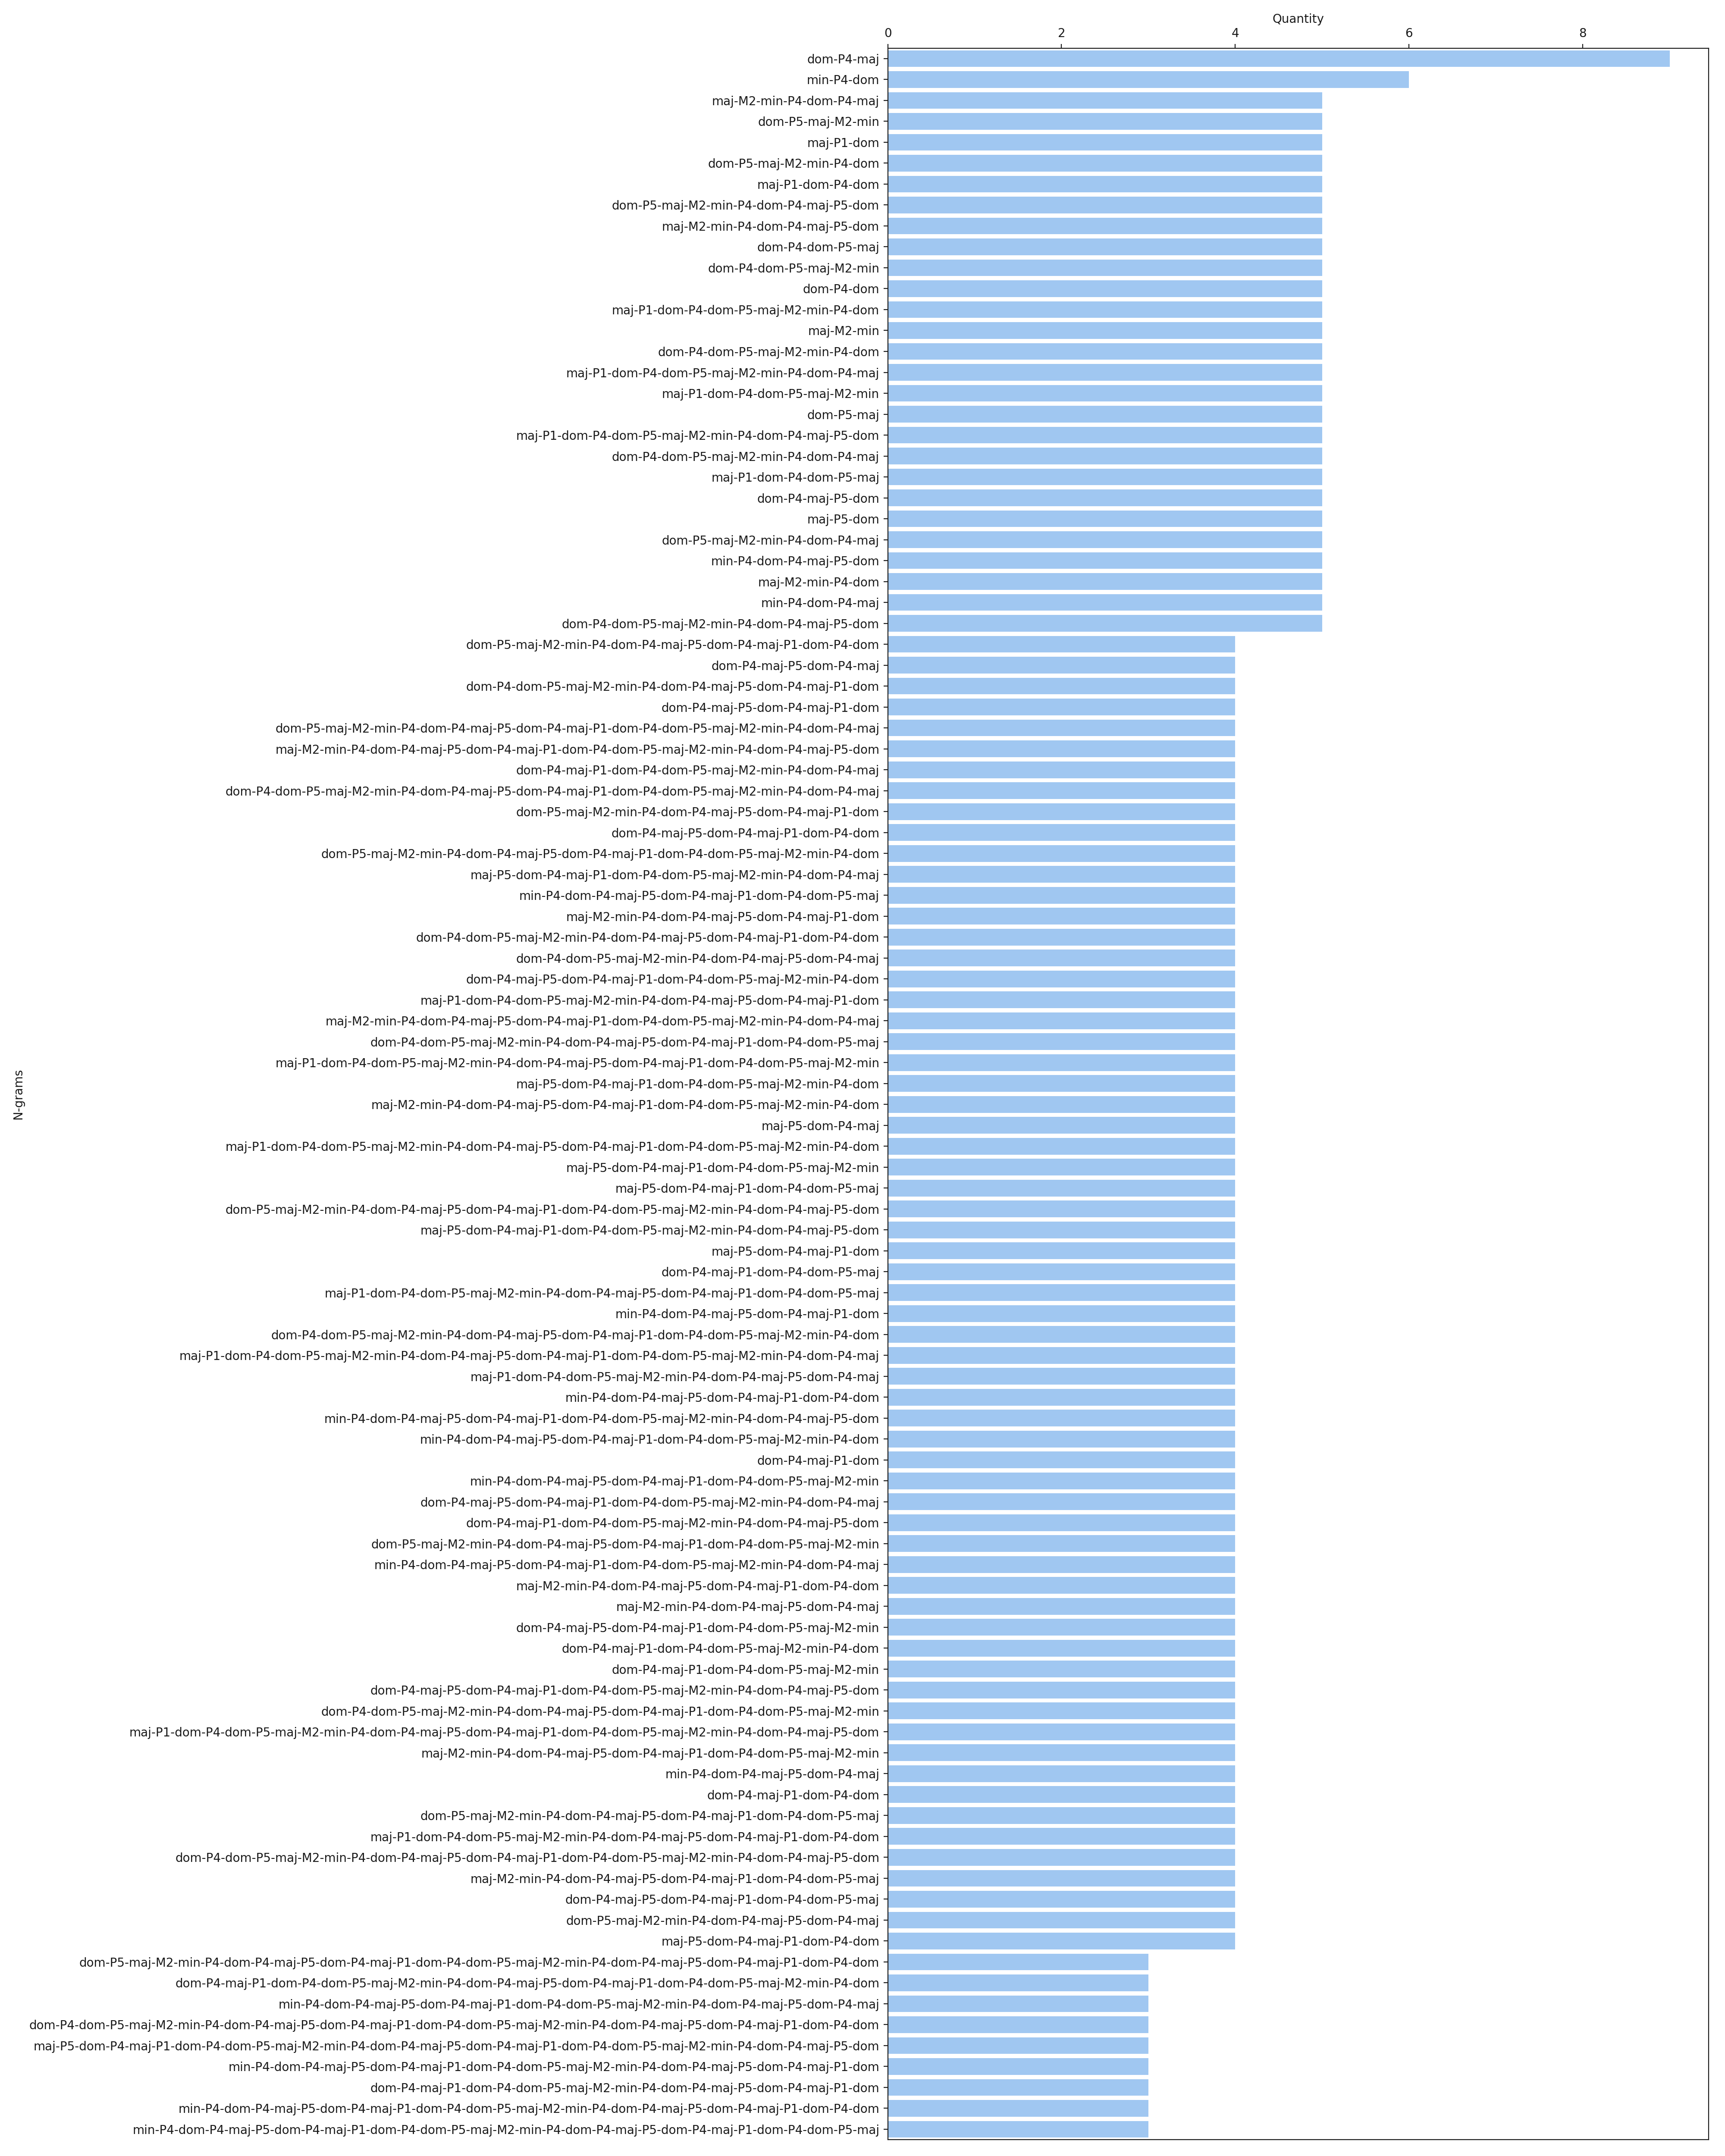 Quantity
0 2 4 6 8
dom-P4-maj
min-P4-dom
maj-M2-min-P4-dom-P4-maj
dom-P5-maj-M2-min
maj-P1-dom
dom-P5-maj-M2-min-P4-dom
maj-P1-dom-P4-dom
dom-P5-maj-M2-min-P4-dom-P4-maj-P5-dom
maj-M2-min-P4-dom-P4-maj-P5-dom
dom-P4-dom-P5-maj
dom-P4-dom-P5-maj-M2-min
dom-P4-dom
maj-P1-dom-P4-dom-P5-maj-M2-min-P4-dom
maj-M2-min
dom-P4-dom-P5-maj-M2-min-P4-dom
maj-P1-dom-P4-dom-P5-maj-M2-min-P4-dom-P4-maj
maj-P1-dom-P4-dom-P5-maj-M2-min
dom-P5-maj
maj-P1-dom-P4-dom-P5-maj-M2-min-P4-dom-P4-maj-P5-dom
dom-P4-dom-P5-maj-M2-min-P4-dom-P4-maj
maj-P1-dom-P4-dom-P5-maj
dom-P4-maj-P5-dom
maj-P5-dom
dom-P5-maj-M2-min-P4-dom-P4-maj
min-P4-dom-P4-maj-P5-dom
maj-M2-min-P4-dom
min-P4-dom-P4-maj
dom-P4-dom-P5-maj-M2-min-P4-dom-P4-maj-P5-dom
dom-P5-maj-M2-min-P4-dom-P4-maj-P5-dom-P4-maj-P1-dom-P4-dom
dom-P4-maj-P5-dom-P4-maj
dom-P4-dom-P5-maj-M2-min-P4-dom-P4-maj-P5-dom-P4-maj-P1-dom
dom-P4-maj-P5-dom-P4-maj-P1-dom
dom-P5-maj-M2-min-P4-dom-P4-maj-P5-dom-P4-maj-P1-dom-P4-dom-P5-maj-M2-min-P4-dom-P4-maj
maj-M2-min-P4-dom-P4-maj-P5-dom-P4-maj-P1-dom-P4-dom-P5-maj-M2-min-P4-dom-P4-maj-P5-dom
dom-P4-maj-P1-dom-P4-dom-P5-maj-M2-min-P4-dom-P4-maj
dom-P4-dom-P5-maj-M2-min-P4-dom-P4-maj-P5-dom-P4-maj-P1-dom-P4-dom-P5-maj-M2-min-P4-dom-P4-maj
dom-P5-maj-M2-min-P4-dom-P4-maj-P5-dom-P4-maj-P1-dom
dom-P4-maj-P5-dom-P4-maj-P1-dom-P4-dom
dom-P5-maj-M2-min-P4-dom-P4-maj-P5-dom-P4-maj-P1-dom-P4-dom-P5-maj-M2-min-P4-dom
maj-P5-dom-P4-maj-P1-dom-P4-dom-P5-maj-M2-min-P4-dom-P4-maj
min-P4-dom-P4-maj-P5-dom-P4-maj-P1-dom-P4-dom-P5-maj
maj-M2-min-P4-dom-P4-maj-P5-dom-P4-maj-P1-dom
dom-P4-dom-P5-maj-M2-min-P4-dom-P4-maj-P5-dom-P4-maj-P1-dom-P4-dom
dom-P4-dom-P5-maj-M2-min-P4-dom-P4-maj-P5-dom-P4-maj
dom-P4-maj-P5-dom-P4-maj-P1-dom-P4-dom-P5-maj-M2-min-P4-dom
maj-P1-dom-P4-dom-P5-maj-M2-min-P4-dom-P4-maj-P5-dom-P4-maj-P1-dom
maj-M2-min-P4-dom-P4-maj-P5-dom-P4-maj-P1-dom-P4-dom-P5-maj-M2-min-P4-dom-P4-maj
dom-P4-dom-P5-maj-M2-min-P4-dom-P4-maj-P5-dom-P4-maj-P1-dom-P4-dom-P5-maj
maj-P1-dom-P4-dom-P5-maj-M2-min-P4-dom-P4-maj-P5-dom-P4-maj-P1-dom-P4-dom-P5-maj-M2-min
maj-P5-dom-P4-maj-P1-dom-P4-dom-P5-maj-M2-min-P4-dom
maj-M2-min-P4-dom-P4-maj-P5-dom-P4-maj-P1-dom-P4-dom-P5-maj-M2-min-P4-dom
maj-P5-dom-P4-maj
maj-P1-dom-P4-dom-P5-maj-M2-min-P4-dom-P4-maj-P5-dom-P4-maj-P1-dom-P4-dom-P5-maj-M2-min-P4-dom
maj-P5-dom-P4-maj-P1-dom-P4-dom-P5-maj-M2-min
maj-P5-dom-P4-maj-P1-dom-P4-dom-P5-maj
dom-P5-maj-M2-min-P4-dom-P4-maj-P5-dom-P4-maj-P1-dom-P4-dom-P5-maj-M2-min-P4-dom-P4-maj-P5-dom
maj-P5-dom-P4-maj-P1-dom-P4-dom-P5-maj-M2-min-P4-dom-P4-maj-P5-dom
maj-P5-dom-P4-maj-P1-dom
dom-P4-maj-P1-dom-P4-dom-P5-maj
maj-P1-dom-P4-dom-P5-maj-M2-min-P4-dom-P4-maj-P5-dom-P4-maj-P1-dom-P4-dom-P5-maj
min-P4-dom-P4-maj-P5-dom-P4-maj-P1-dom
dom-P4-dom-P5-maj-M2-min-P4-dom-P4-maj-P5-dom-P4-maj-P1-dom-P4-dom-P5-maj-M2-min-P4-dom
maj-P1-dom-P4-dom-P5-maj-M2-min-P4-dom-P4-maj-P5-dom-P4-maj-P1-dom-P4-dom-P5-maj-M2-min-P4-dom-P4-maj
maj-P1-dom-P4-dom-P5-maj-M2-min-P4-dom-P4-maj-P5-dom-P4-maj
min-P4-dom-P4-maj-P5-dom-P4-maj-P1-dom-P4-dom
min-P4-dom-P4-maj-P5-dom-P4-maj-P1-dom-P4-dom-P5-maj-M2-min-P4-dom-P4-maj-P5-dom
min-P4-dom-P4-maj-P5-dom-P4-maj-P1-dom-P4-dom-P5-maj-M2-min-P4-dom
dom-P4-maj-P1-dom
min-P4-dom-P4-maj-P5-dom-P4-maj-P1-dom-P4-dom-P5-maj-M2-min
dom-P4-maj-P5-dom-P4-maj-P1-dom-P4-dom-P5-maj-M2-min-P4-dom-P4-maj
dom-P4-maj-P1-dom-P4-dom-P5-maj-M2-min-P4-dom-P4-maj-P5-dom
dom-P5-maj-M2-min-P4-dom-P4-maj-P5-dom-P4-maj-P1-dom-P4-dom-P5-maj-M2-min
min-P4-dom-P4-maj-P5-dom-P4-maj-P1-dom-P4-dom-P5-maj-M2-min-P4-dom-P4-maj
maj-M2-min-P4-dom-P4-maj-P5-dom-P4-maj-P1-dom-P4-dom
maj-M2-min-P4-dom-P4-maj-P5-dom-P4-maj
dom-P4-maj-P5-dom-P4-maj-P1-dom-P4-dom-P5-maj-M2-min
dom-P4-maj-P1-dom-P4-dom-P5-maj-M2-min-P4-dom
dom-P4-maj-P1-dom-P4-dom-P5-maj-M2-min
dom-P4-maj-P5-dom-P4-maj-P1-dom-P4-dom-P5-maj-M2-min-P4-dom-P4-maj-P5-dom
dom-P4-dom-P5-maj-M2-min-P4-dom-P4-maj-P5-dom-P4-maj-P1-dom-P4-dom-P5-maj-M2-min
maj-P1-dom-P4-dom-P5-maj-M2-min-P4-dom-P4-maj-P5-dom-P4-maj-P1-dom-P4-dom-P5-maj-M2-min-P4-dom-P4-maj-P5-dom
maj-M2-min-P4-dom-P4-maj-P5-dom-P4-maj-P1-dom-P4-dom-P5-maj-M2-min
min-P4-dom-P4-maj-P5-dom-P4-maj
dom-P4-maj-P1-dom-P4-dom
dom-P5-maj-M2-min-P4-dom-P4-maj-P5-dom-P4-maj-P1-dom-P4-dom-P5-maj
maj-P1-dom-P4-dom-P5-maj-M2-min-P4-dom-P4-maj-P5-dom-P4-maj-P1-dom-P4-dom
dom-P4-dom-P5-maj-M2-min-P4-dom-P4-maj-P5-dom-P4-maj-P1-dom-P4-dom-P5-maj-M2-min-P4-dom-P4-maj-P5-dom
maj-M2-min-P4-dom-P4-maj-P5-dom-P4-maj-P1-dom-P4-dom-P5-maj
dom-P4-maj-P5-dom-P4-maj-P1-dom-P4-dom-P5-maj
dom-P5-maj-M2-min-P4-dom-P4-maj-P5-dom-P4-maj
maj-P5-dom-P4-maj-P1-dom-P4-dom
dom-P5-maj-M2-min-P4-dom-P4-maj-P5-dom-P4-maj-P1-dom-P4-dom-P5-maj-M2-min-P4-dom-P4-maj-P5-dom-P4-maj-P1-dom-P4-dom
dom-P4-maj-P1-dom-P4-dom-P5-maj-M2-min-P4-dom-P4-maj-P5-dom-P4-maj-P1-dom-P4-dom-P5-maj-M2-min-P4-dom
min-P4-dom-P4-maj-P5-dom-P4-maj-P1-dom-P4-dom-P5-maj-M2-min-P4-dom-P4-maj-P5-dom-P4-maj
dom-P4-dom-P5-maj-M2-min-P4-dom-P4-maj-P5-dom-P4-maj-P1-dom-P4-dom-P5-maj-M2-min-P4-dom-P4-maj-P5-dom-P4-maj-P1-dom-P4-dom
maj-P5-dom-P4-maj-P1-dom-P4-dom-P5-maj-M2-min-P4-dom-P4-maj-P5-dom-P4-maj-P1-dom-P4-dom-P5-maj-M2-min-P4-dom-P4-maj-P5-dom
min-P4-dom-P4-maj-P5-dom-P4-maj-P1-dom-P4-dom-P5-maj-M2-min-P4-dom-P4-maj-P5-dom-P4-maj-P1-dom
dom-P4-maj-P1-dom-P4-dom-P5-maj-M2-min-P4-dom-P4-maj-P5-dom-P4-maj-P1-dom
min-P4-dom-P4-maj-P5-dom-P4-maj-P1-dom-P4-dom-P5-maj-M2-min-P4-dom-P4-maj-P5-dom-P4-maj-P1-dom-P4-dom
min-P4-dom-P4-maj-P5-dom-P4-maj-P1-dom-P4-dom-P5-maj-M2-min-P4-dom-P4-maj-P5-dom-P4-maj-P1-dom-P4-dom-P5-maj
N-grams